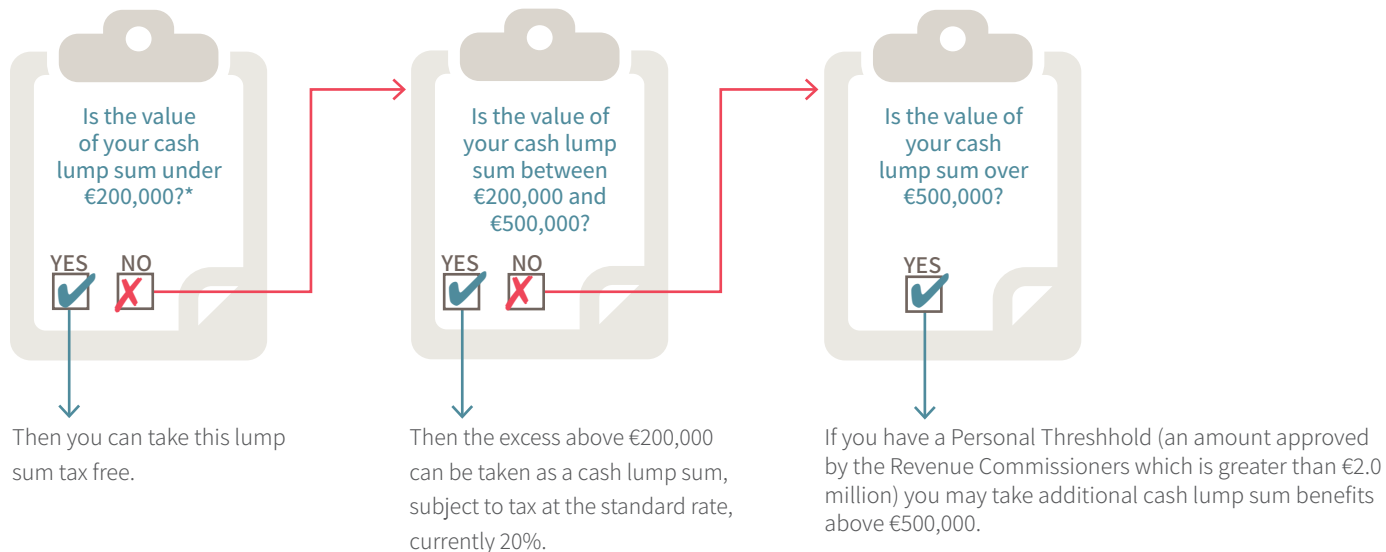 Is the value
of your cash
lump sum under
€200,000?*
YES NO
Then you can take this lump
sum tax free.
Is the value of
your cash lump
sum between
€200,000 and
€500,000?
YES NO
Then the excess above €200,000
can be taken as a cash lump sum,
subject to tax at the standard rate,
currently 20%.
Is the value of
your cash
lump sum over
€500,000?
YES
If you have a Personal Threshhold (an amount approved
by the Revenue Commissioners which is greater than €2.0
million) you may take additional cash lump sum benefits
above €500,000.